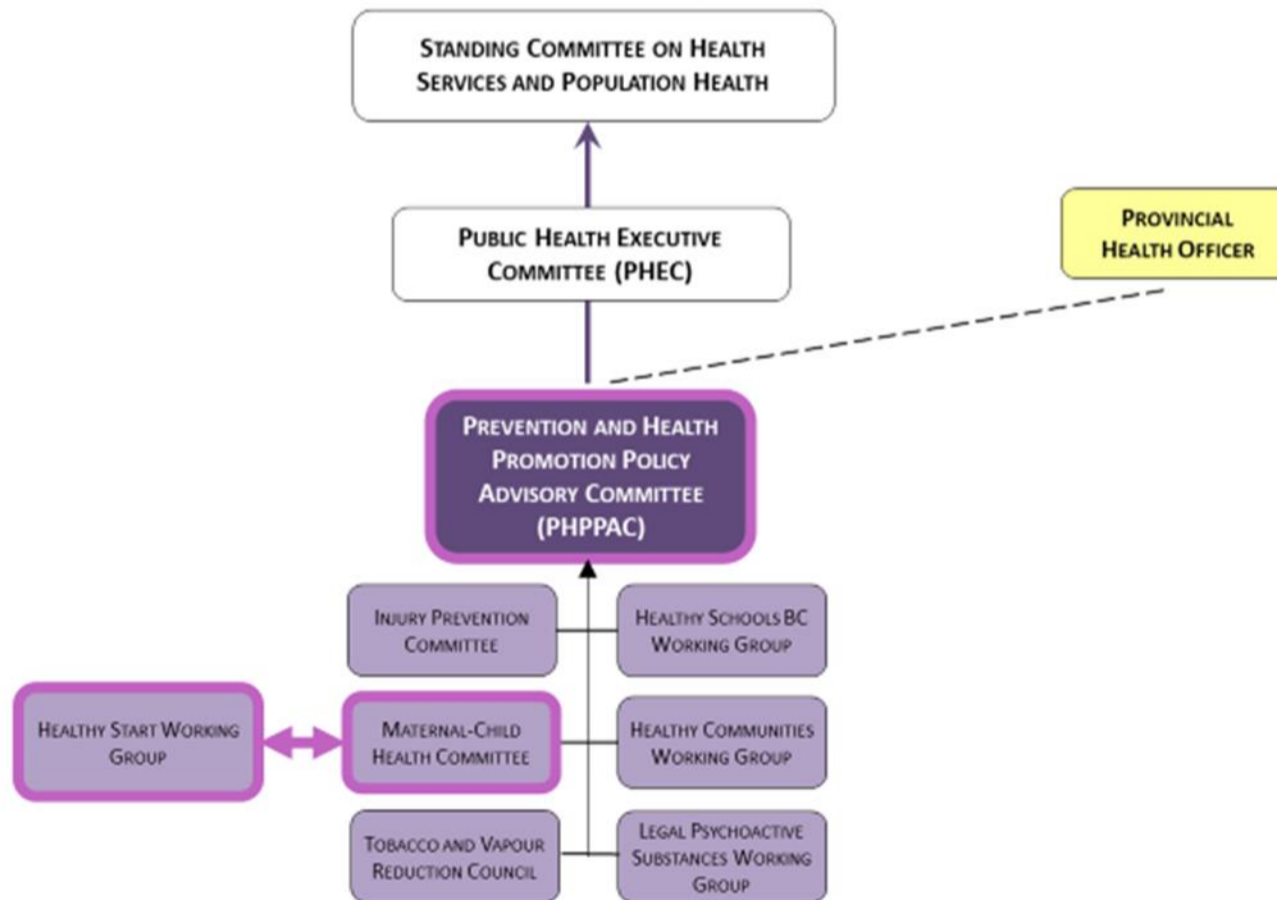 STANDING COMMITTEE ON HEALTH
SERVICES AND POPULATION HEALTH
PUBLIC HEALTH EXECUTIVE
COMMITTEE (PHEC)
PROVINCIAL
HEALTH OFFICER
PREVENTION AND HEALTH
PROMOTION POLICY
ADVISORY COMMITTEE
(PHPPAC)
INJURY PREVENTION
COMMITTEE
HEALTHY SCHOOLS BC
WORKING GROUP
HEALTHY START WORKING
GROUP
MATERNAL-CHILD
HEALTH COMMITTEE
HEALTHY COMMUNITIES
WORKING GROUP
TOBACCO AND VAPOUR
REDUCTION COUNCIL
LEGAL PSYCHOACTIVE
SUBSTANCES WORKING
GROUP